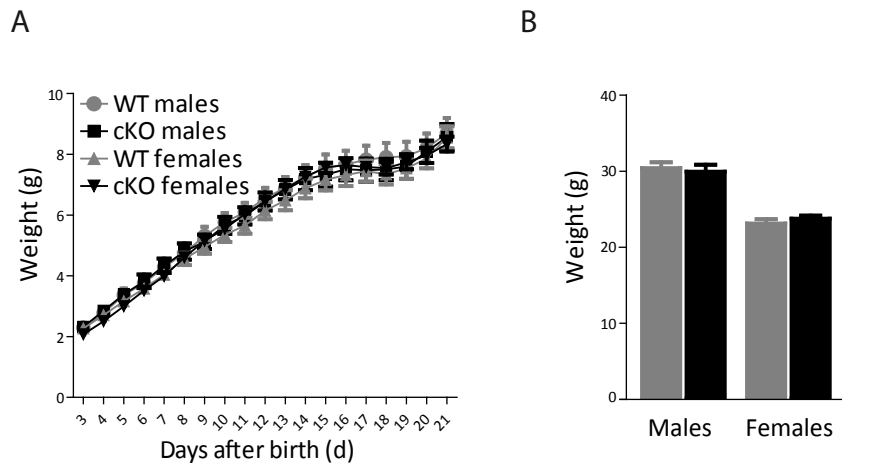 A
Weight (g)
10
8
6
4
2
0
WT males
cKO males
WT females
cKO females
3 4 5 6 7 8 9 10 11 12 13 14 15 16 17 18 19 20 21
Days after birth (d)
B
Weight (g)
40
30
20
10
0
Males Females